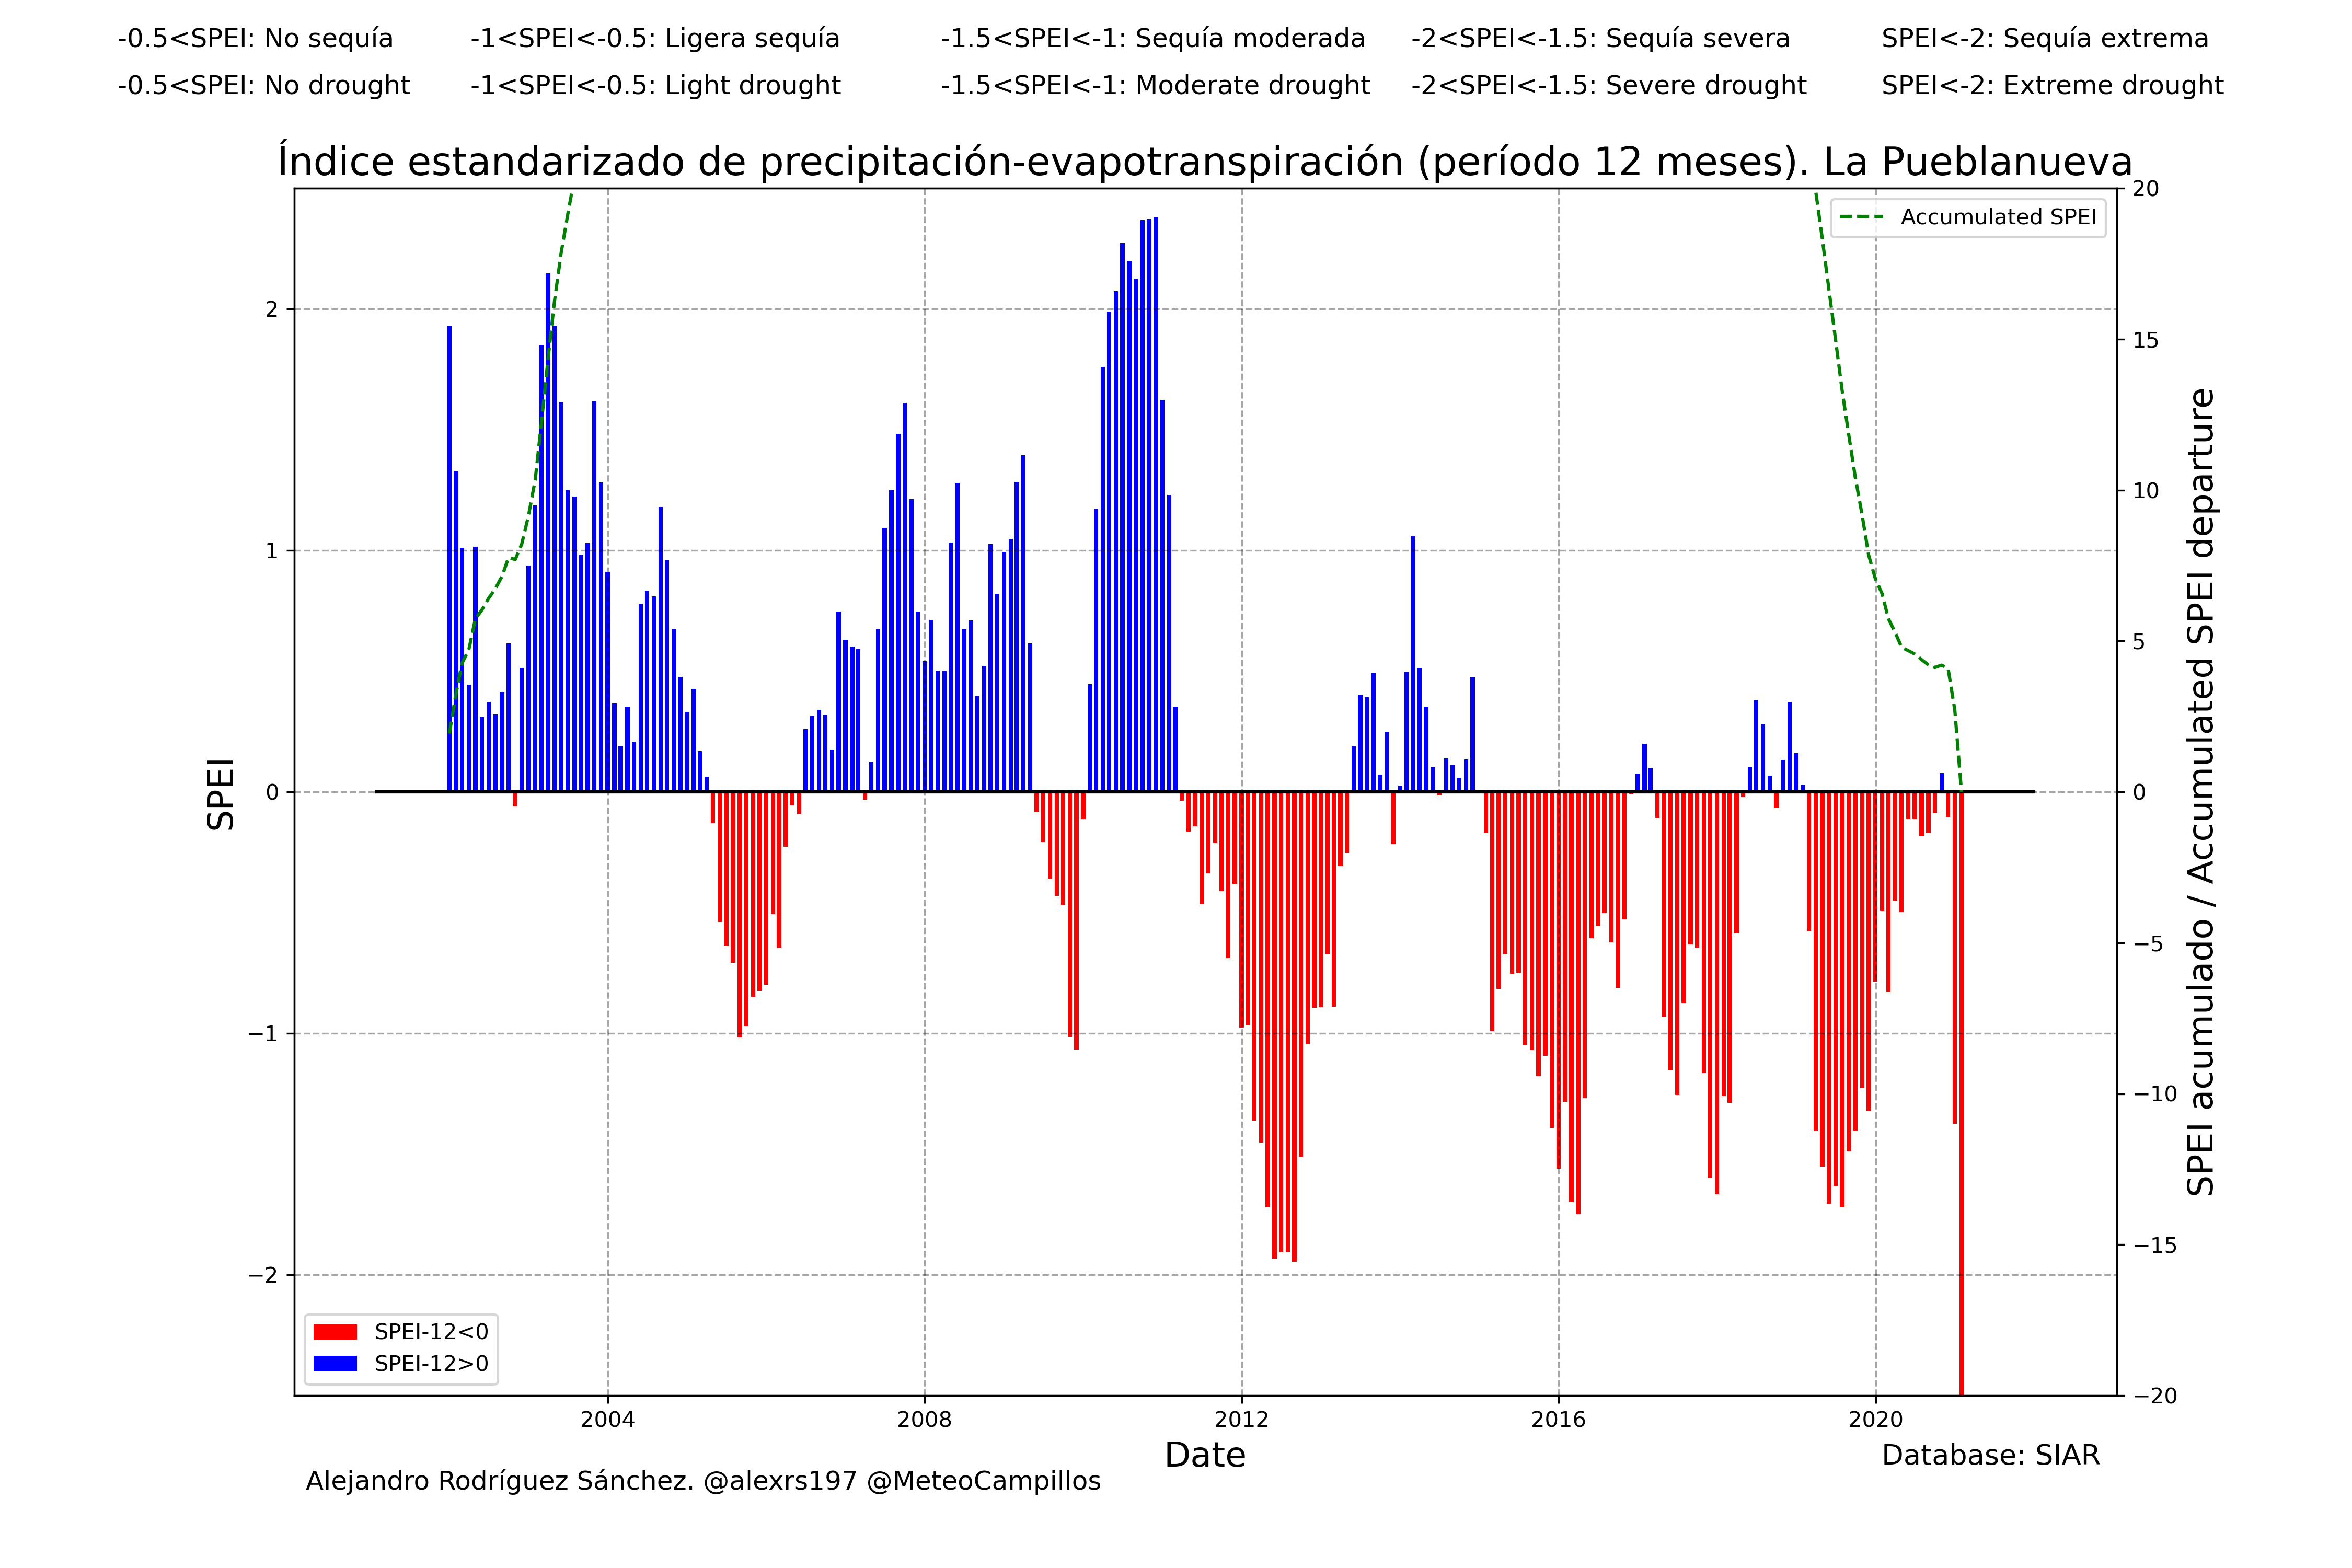 -0.5<SPEI: No sequía -1<SPEI<-0.5: Ligera sequía -1.5<SPEI<-1: Sequía moderada -2<SPEI<-1.5: Sequía severa SPEI<-2: Sequía extrema
-0.5<SPEI: No drought -1<SPEI<-0.5: Light drought -1.5<SPEI<-1: Moderate drought -2<SPEI<-1.5: Severe drought SPEI<-2: Extreme drought
Índice estandarizado de precipitación-evapotranspiración (período 12 meses). La Pueblanueva
Accumulated SPEI
SPEI
2
1
0
−1
−2
20
15
10
5
0
−5
−10
−15
−20
SPEI acumulado / Accumulated SPEI departure
SPEI-12<0
SPEI-12>0
2004 2008 2012 2016 2020
Date
Database: SIAR
Alejandro Rodríguez Sánchez. @alexrs197 @MeteoCampillos